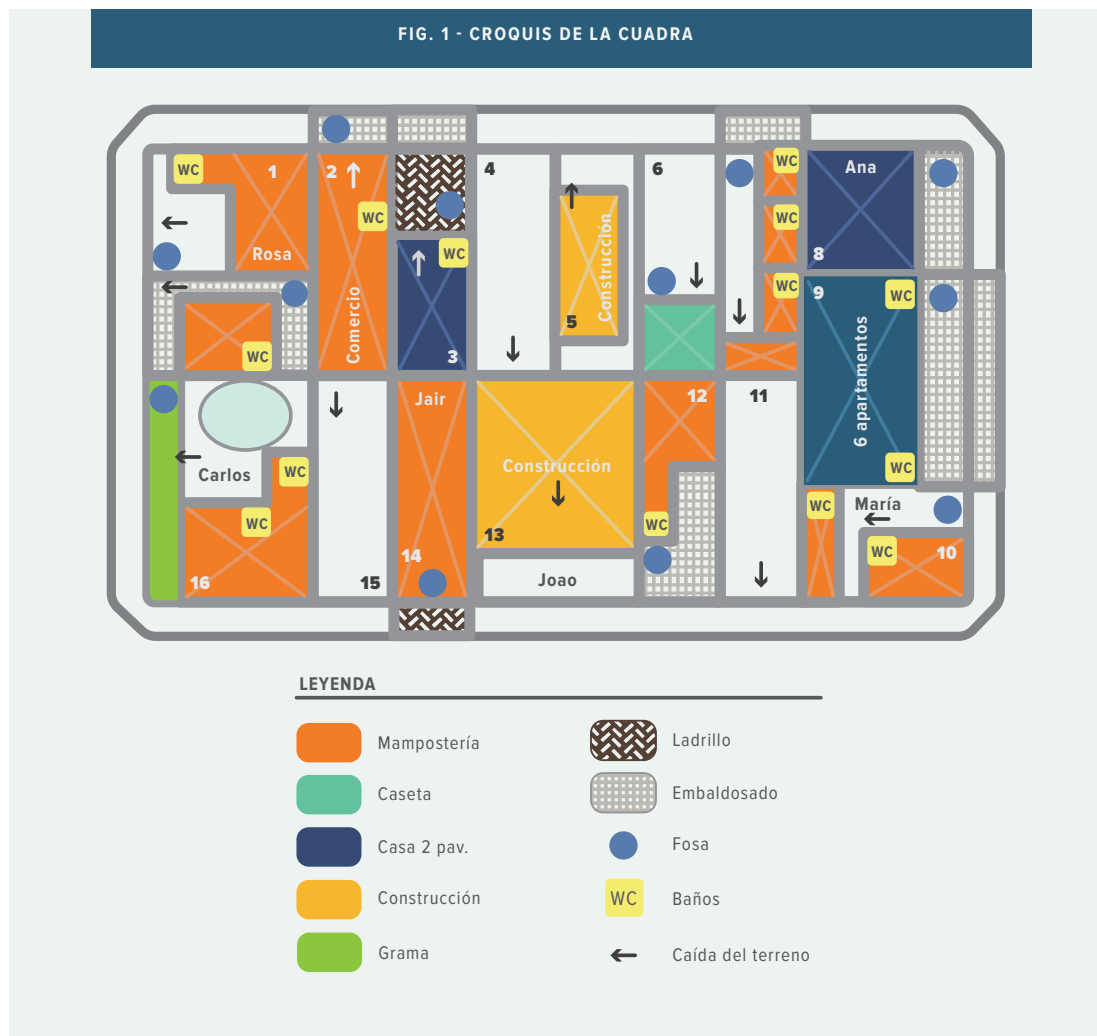 FIG. 1 - CROQUIS DE LA CUADRA
WC
1
Rosa
WC
2
WC
Comercio
WC
3
4
Construcción
5
6
WC
WC
WC
Ana
8
9
WC
6 apartamentos
WC
Carlos
WC
WC
16
15
Jair
14
Construcción
13
Joao
12
WC
11
WC
María
WC
10
LEYENDA
Mampostería
Caseta
Casa 2 pav.
Construcción
Grama
Ladrillo
Embaldosado
Fosa
WC
Baños
Caída del terreno